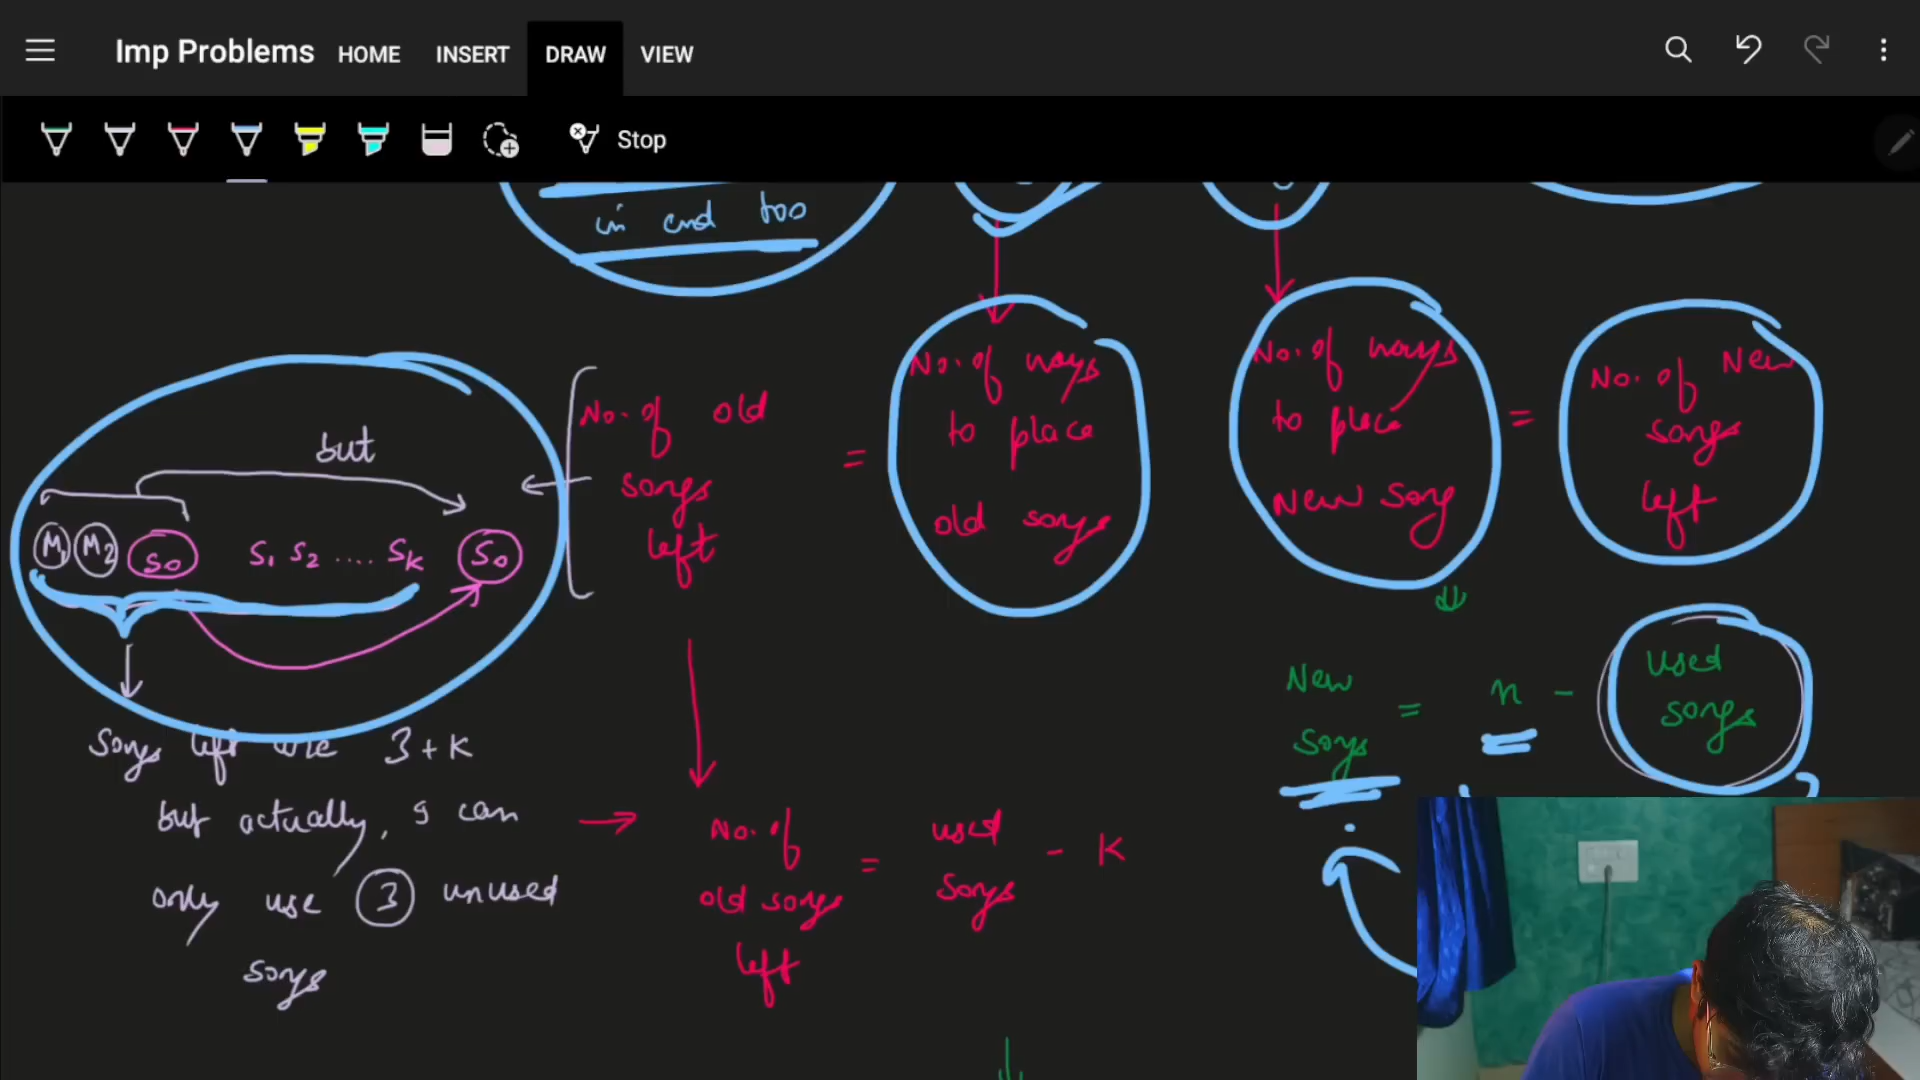 Imp Problems HOME INSERT DRAW VIEW
Stop
in end too
but
M1 M2 So S1 S2 .... SK So
No. of old
songs
left
=
No. of ways
to place
old songs
No. of ways
to place
New Song
=
No. of New
songs
left
Songs left are 3 + K
but actually, I can
only use 3 unused
songs
No. of
old songs
left
=
used
songs
- K
New
songs
=
n
-
used
songs